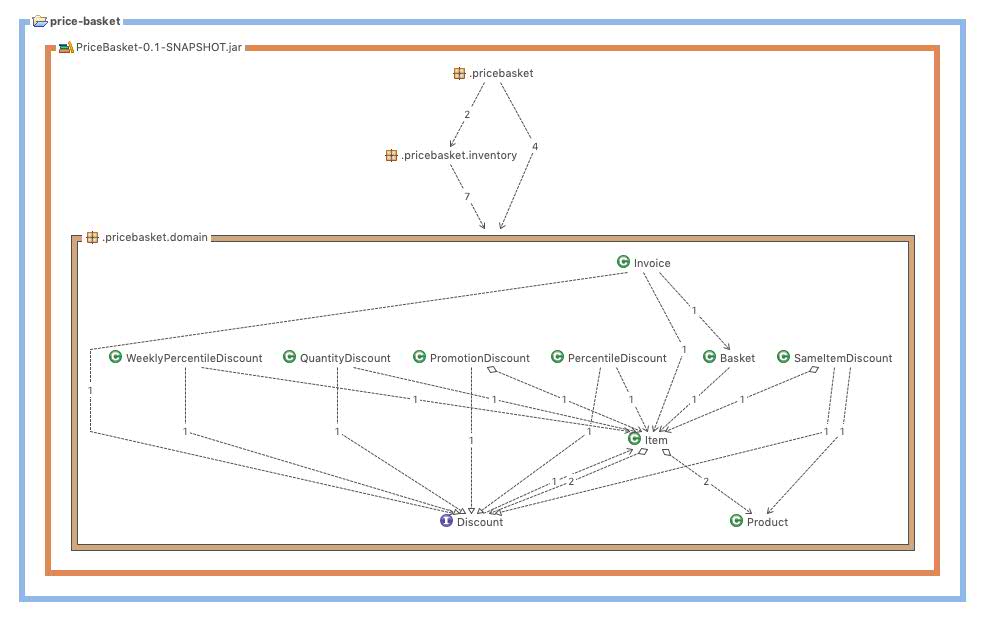 price-basket
PriceBasket-0.1-SNAPSHOT.jar
.pricebasket
2
4
.pricebasket.inventory
7
.pricebasket.domain
C Invoice
1
1
C WeeklyPercentileDiscount C QuantityDiscount C PromotionDiscount C PercentileDiscount C Basket C SameItemDiscount
1
1 1 1 1 1 1
1 1 1 1 1 1
C Item
1 2 2
I Discount C Product